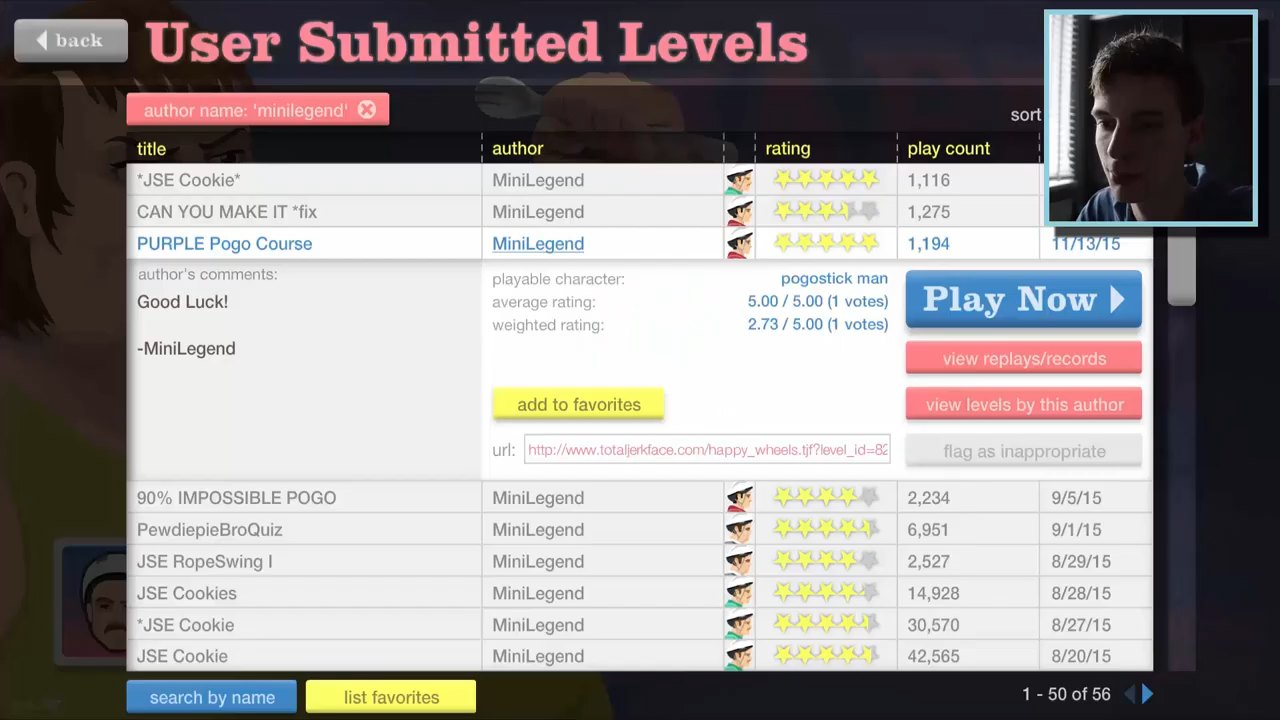 back
User Submitted Levels
author name: 'minilegend'
sort
title author rating play count
*JSE Cookie* MiniLegend 1,116
CAN YOU MAKE IT *fix MiniLegend 1,275
PURPLE Pogo Course MiniLegend 1,194 11/13/15
author's comments:
Good Luck!
-MiniLegend
playable character: pogostick man
average rating: 5.00 / 5.00 (1 votes)
weighted rating: 2.73 / 5.00 (1 votes)
add to favorites
url: http://www.totaljerkface.com/happy_wheels.tjf?level_id=82
Play Now
view replays/records
view levels by this author
flag as inappropriate
90% IMPOSSIBLE POGO MiniLegend 2,234 9/5/15
PewdiepieBroQuiz MiniLegend 6,951 9/1/15
JSE RopeSwing I MiniLegend 2,527 8/29/15
JSE Cookies MiniLegend 14,928 8/28/15
*JSE Cookie MiniLegend 30,570 8/27/15
JSE Cookie MiniLegend 42,565 8/20/15
search by name
list favorites
1 - 50 of 56